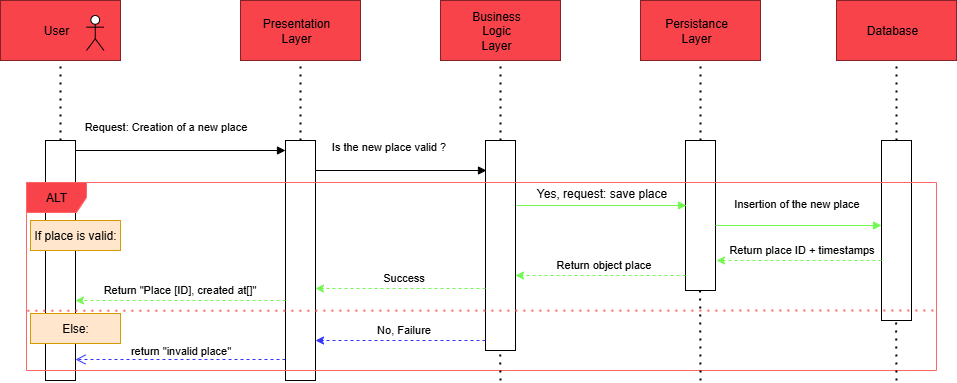 User
Presentation
Layer
Business
Logic
Layer
Persistance
Layer
Database
Request: Creation of a new place
Is the new place valid ?
ALT
Yes, request: save place
Insertion of the new place
If place is valid:
Return place ID + timestamps
Return object place
Success
Return "Place [ID], created at[]"
Else:
No, Failure
return "invalid place"